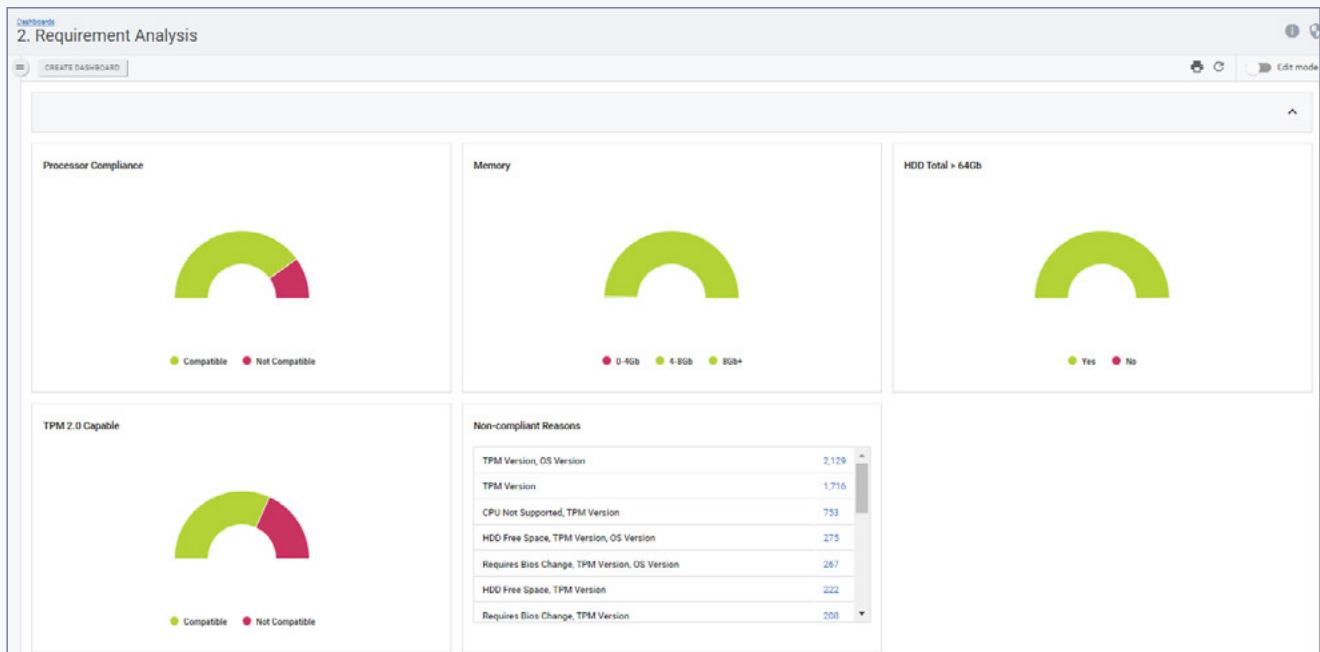 Dashboards
2. Requirement Analysis
CREATE DASHBOARD
Edit mode
Processor Compliance
Compatible Not Compatible
Memory
0-4Gb 4-8Gb 8Gb+
HDD Total > 64Gb
Yes No
TPM 2.0 Capable
Compatible Not Compatible
Non-compliant Reasons
TPM Version, OS Version 2,129
TPM Version 1,716
CPU Not Supported, TPM Version 753
HDD Free Space, TPM Version, OS Version 275
Requires Bios Change, TPM Version, OS Version 267
HDD Free Space, TPM Version 222
Requires Bios Change, TPM Version 208